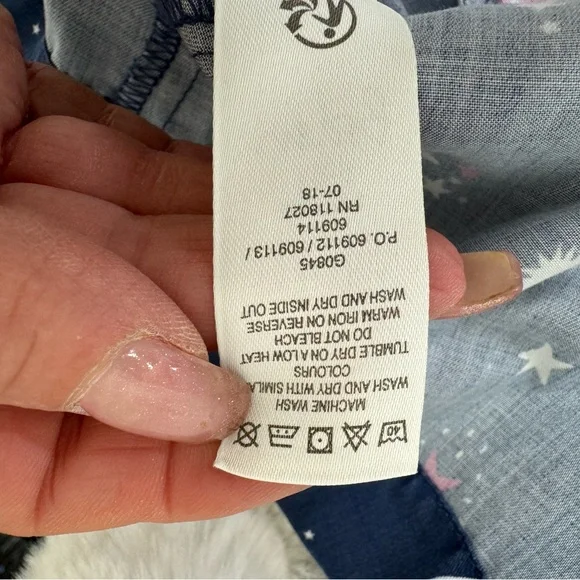 40
MACHINE WASH
WASH AND DRY WITH SIMILA
COLOURS
TUMBLE DRY ON A LOW HEAT
DO NOT BLEACH
WARM IRON ON REVERSE
WASH AND DRY INSIDE OUT
G0845
P.O. 609112 / 609113 /
609114
RN 118027
07-18